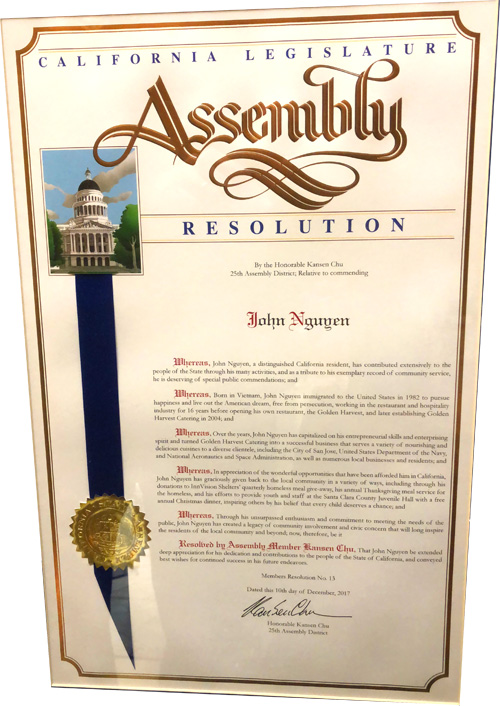 CALIFORNIA LEGISLATURE
Assembly
RESOLUTION
By the Honorable Kansen Chu
25th Assembly District; Relative to commending
John Nguyen
Whereas, John Nguyen, a distinguished California resident, has contributed extensively to the
people of the State through his many activities, and as a tribute to his exemplary record of community service,
he is deserving of special public commendations; and
Whereas, Born in Vietnam, John Nguyen immigrated to the United States in 1982 to pursue
happiness and live out the American dream, free from persecution, working in the restaurant and hospitality
industry for 16 years before opening his own restaurant, the Golden Harvest, and later establishing Golden
Harvest Catering in 2004; and
Whereas, Over the years, John Nguyen has capitalized on his entrepreneurial skills and enterprising
spirit and turned Golden Harvest Catering into a successful business that serves a variety of nourishing and
delicious cuisines to a diverse clientele, including the City of San Jose, United States Department of the Navy,
and National Aeronautics and Space Administration, as well as numerous local businesses and residents; and
Whereas, In appreciation of the wonderful opportunities that have been afforded him in California,
John Nguyen has graciously given back to the local community in a variety of ways, including through his
donations to InnVision Shelters' quarterly homeless meal give-away, his annual Thanksgiving meal service for
the homeless, and his efforts to provide youth and staff at the Santa Clara County Juvenile Hall with a free
annual Christmas dinner, inspiring others by his belief that every child deserves a chance; and
Whereas, Through his unsurpassed enthusiasm and commitment to meeting the needs of the
public, John Nguyen has created a legacy of community involvement and civic concern that will long inspire
the residents of the local community and beyond; now, therefore, be it
Resolved by Assembly Member Kansen Chu, That John Nguyen be extended
deep appreciation for his dedication and contributions to the people of the State of California, and conveyed
best wishes for continued success in his future endeavors.
Members Resolution No. 13
Dated this 10th day of December, 2017
Kansen Chu
Honorable Kansen Chu
25th Assembly District